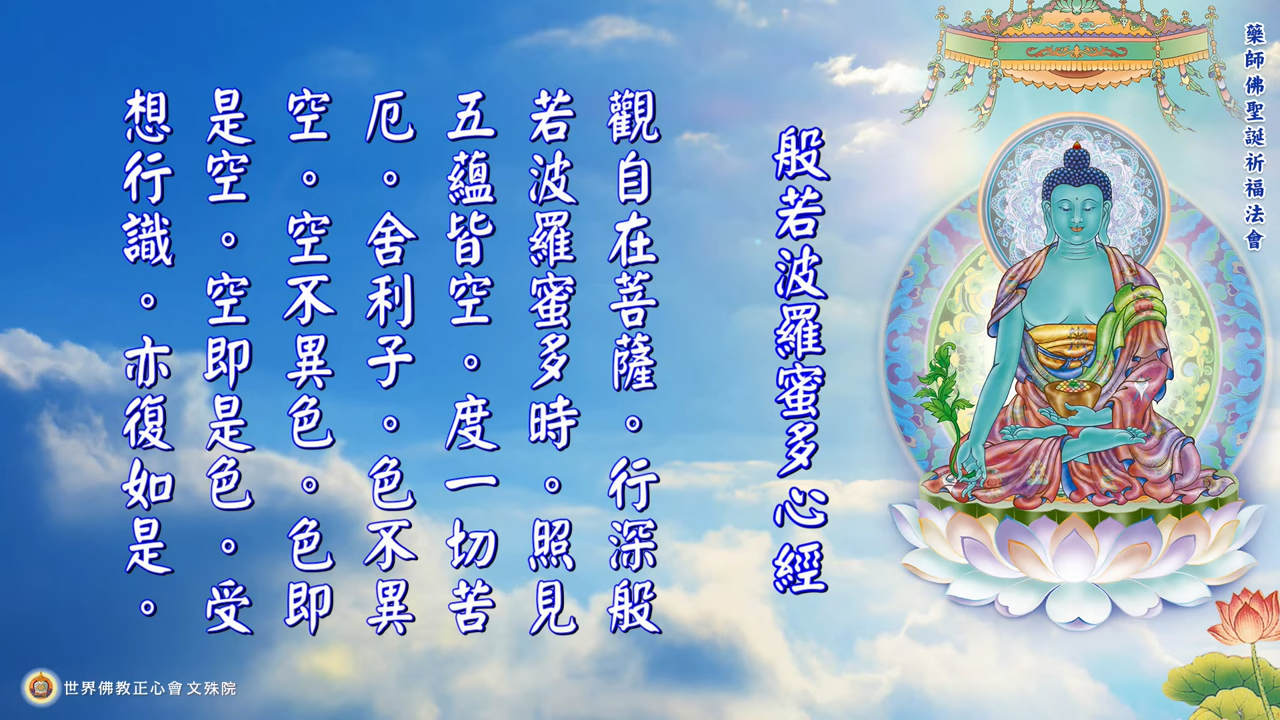 藥師佛聖誕祈福法會
般若波羅蜜多心經
觀自在菩薩。行深般
若波羅蜜多時。照見
五蘊皆空。度一切苦
厄。舍利子。色不異
空。空不異色。色即
是空。空即是色。受
想行識。亦復如是。
世界佛教正心會文殊院